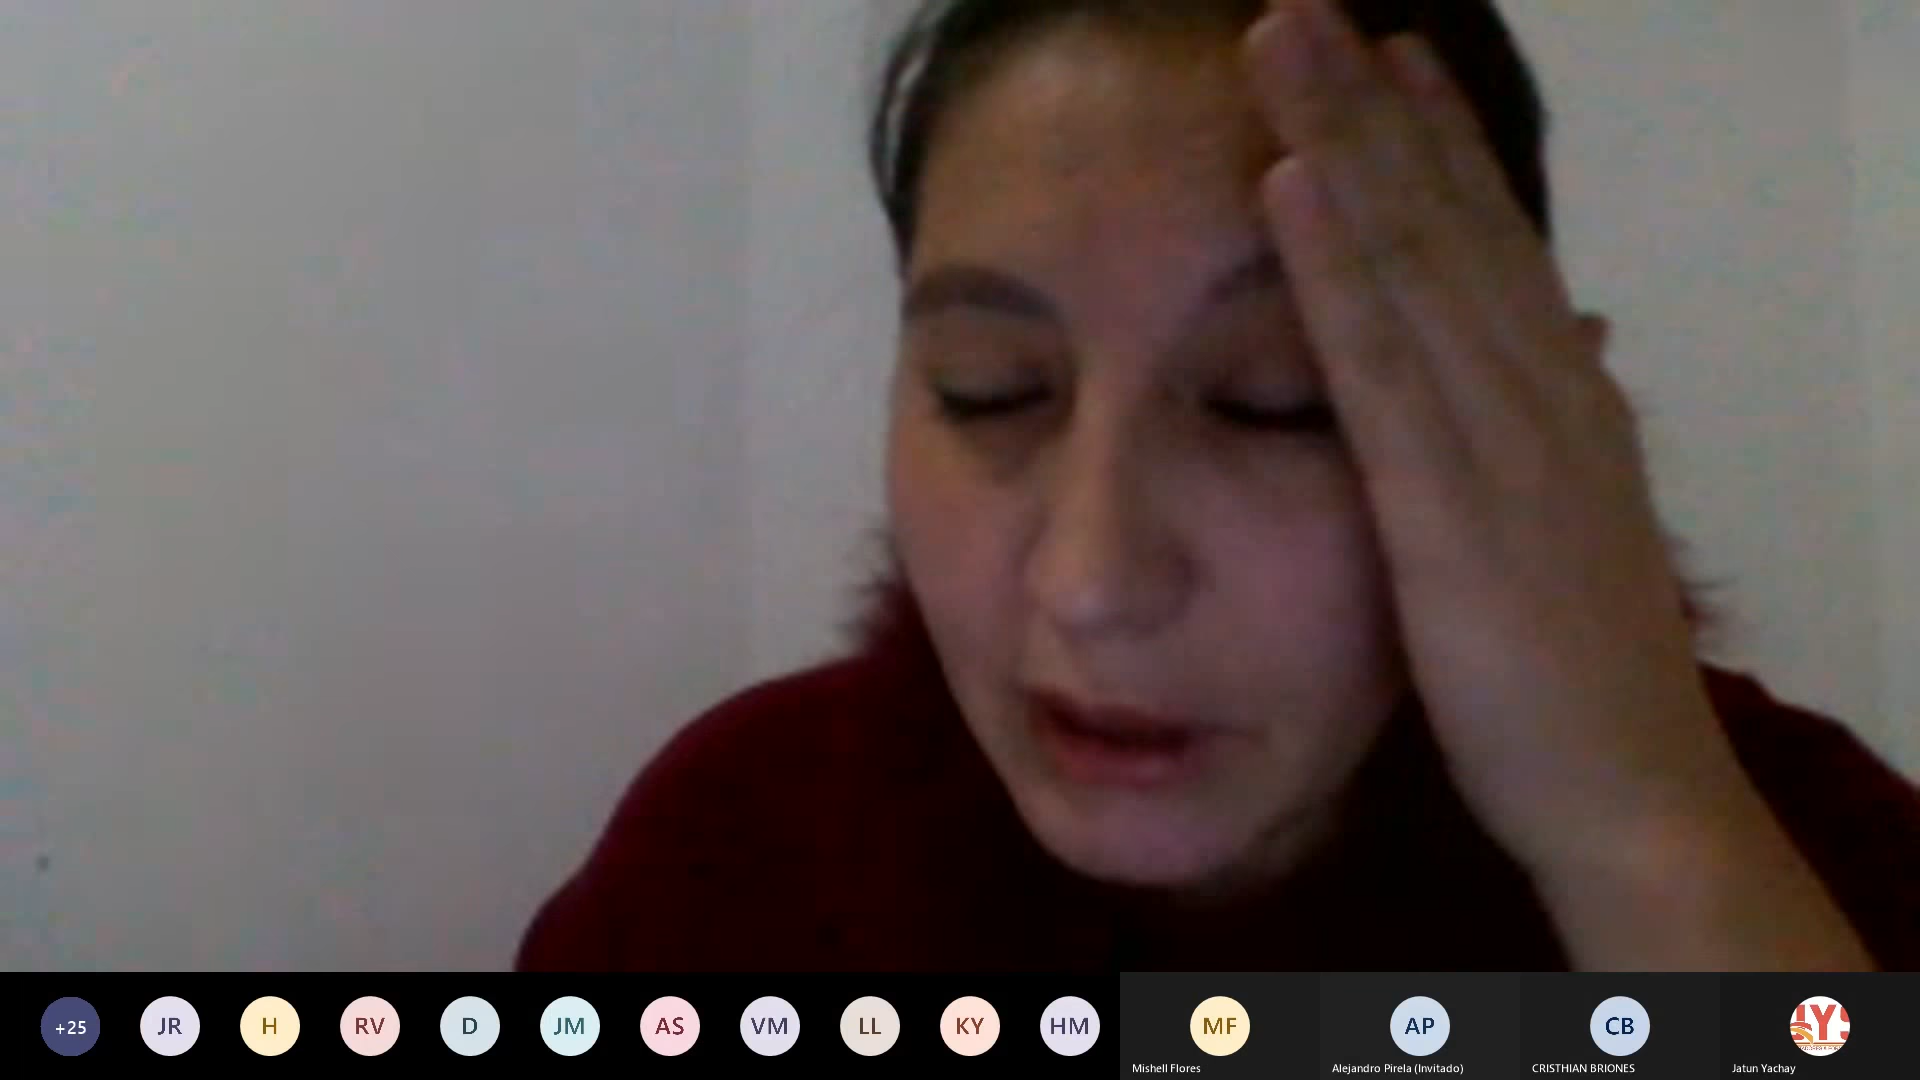 +25
JR
H
RV
D
JM
AS
VM
LL
KY
HM
MF
AP
CB
Mishell Flores
Alejandro Pirela (Invitado)
CRISTHIAN BRIONES
Jatun Yachay